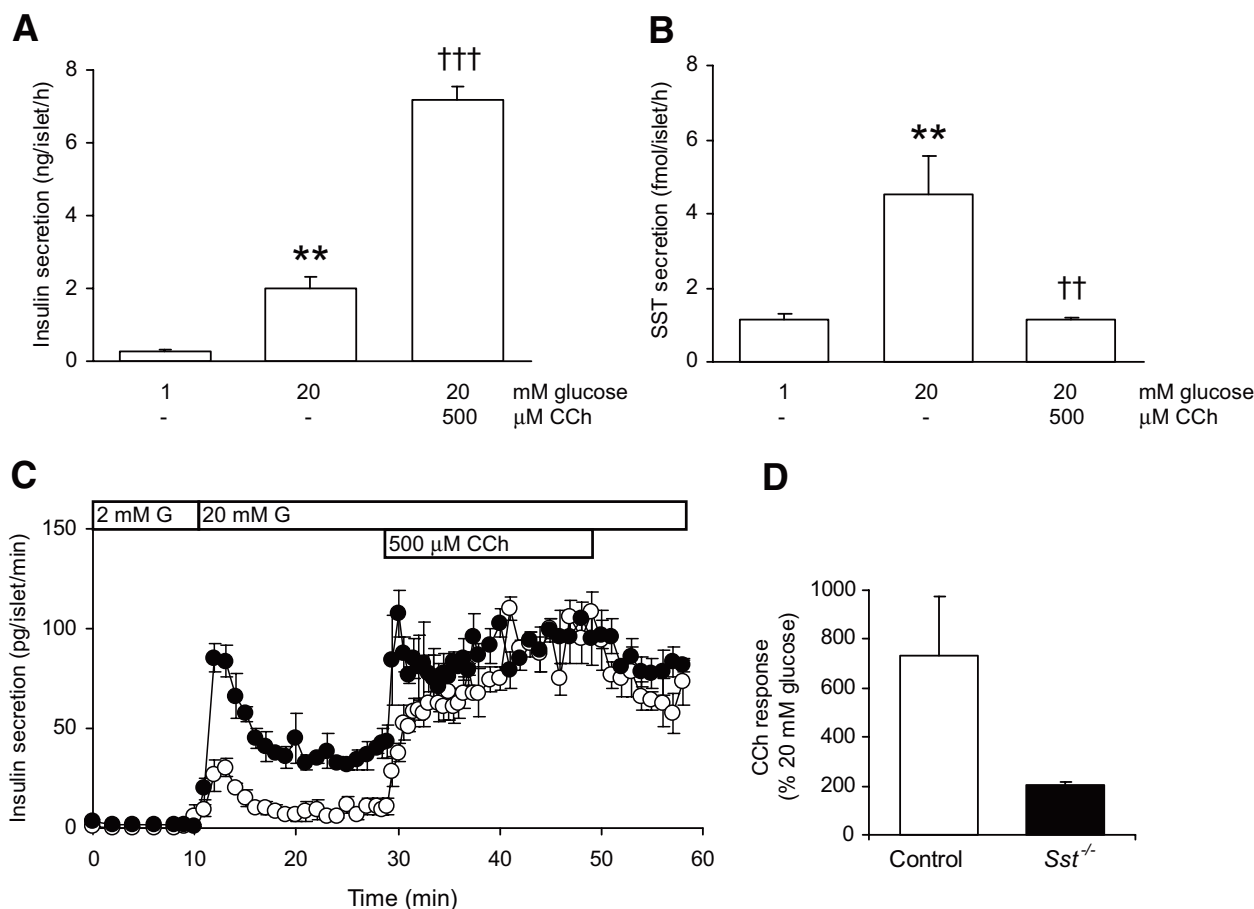 A
Insulin secretion (ng/islet/h)
8
6
4
2
0
**
†††
1 20 20 mM glucose
- - 500 μM CCh
B
SST secretion (fmol/islet/h)
8
6
4
2
0
**
††
1 20 20 mM glucose
- - 500 μM CCh
C
Insulin secretion (pg/islet/min)
2 mM G 20 mM G
500 μM CCh
150
100
50
0
0 10 20 30 40 50 60
Time (min)
D
CCh response
(% 20 mM glucose)
1000
800
600
400
200
0
Control Sst-/-